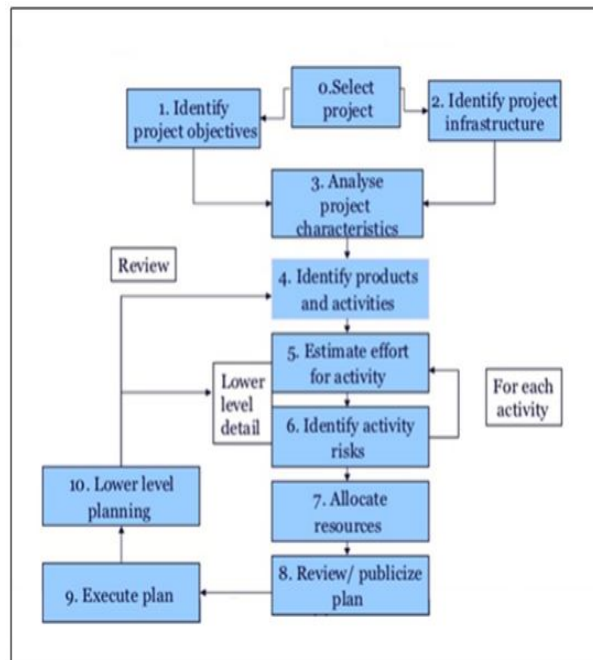 0.Select
project
1. Identify
project objectives
2. Identify project
infrastructure
3. Analyse
project
characteristics
Review
4. Identify products
and activities
5. Estimate effort
for activity
Lower
level
detail
For each
activity
6. Identify activity
risks
10. Lower level
planning
7. Allocate
resources
8. Review/ publicize
plan
9. Execute plan